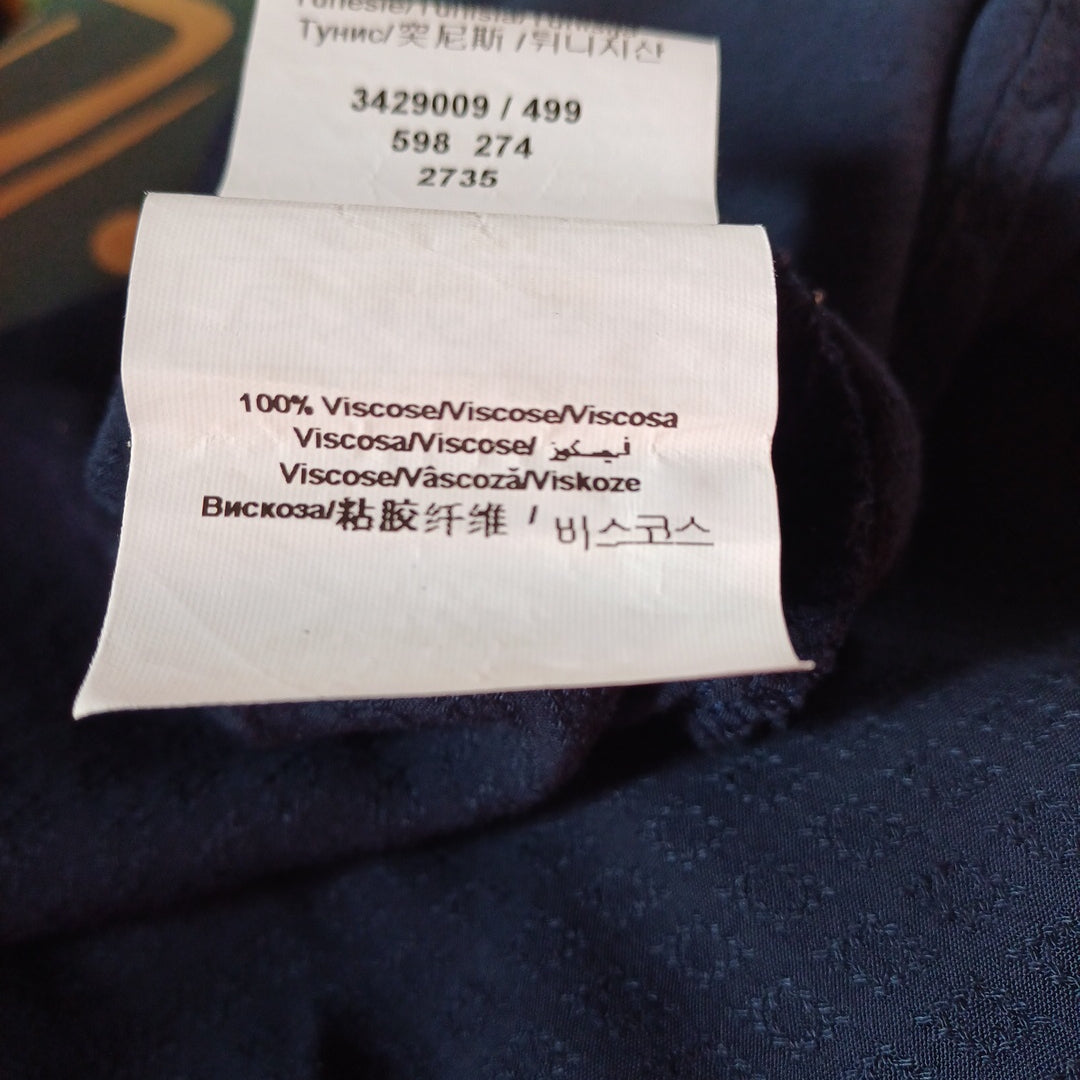 Тунис/突尼斯 /튀니지산
3429009 / 499
598 274
2735
100% Viscose/Viscose/Viscosa
Viscosa/Viscose/ فيسكوز
Viscose/Vâscoză/Viskoze
Вискоза/粘胶纤维 / 비스코스